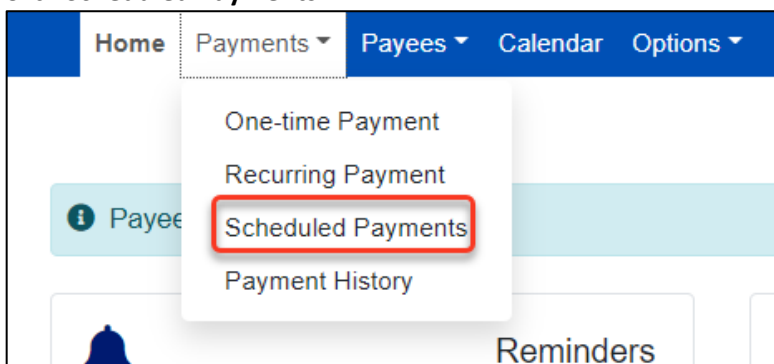 Home Payments Payees Calendar Options
One-time Payment
Recurring Payment
Payee
Scheduled Payments
Payment History
Reminders